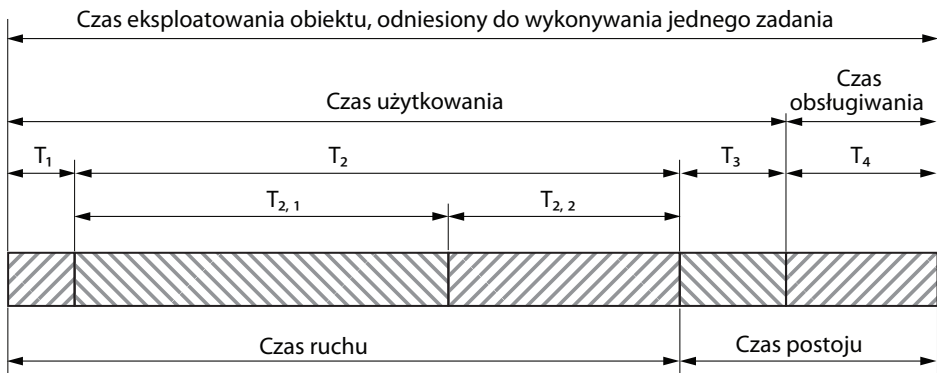 Czas eksploatowania obiektu, odniesiony do wykonywania jednego zadania
Czas użytkowania
Czas
obsługiwania
T₁
T₂
T₃
T₄
T₂, ₁
T₂, ₂
Czas ruchu
Czas postoju